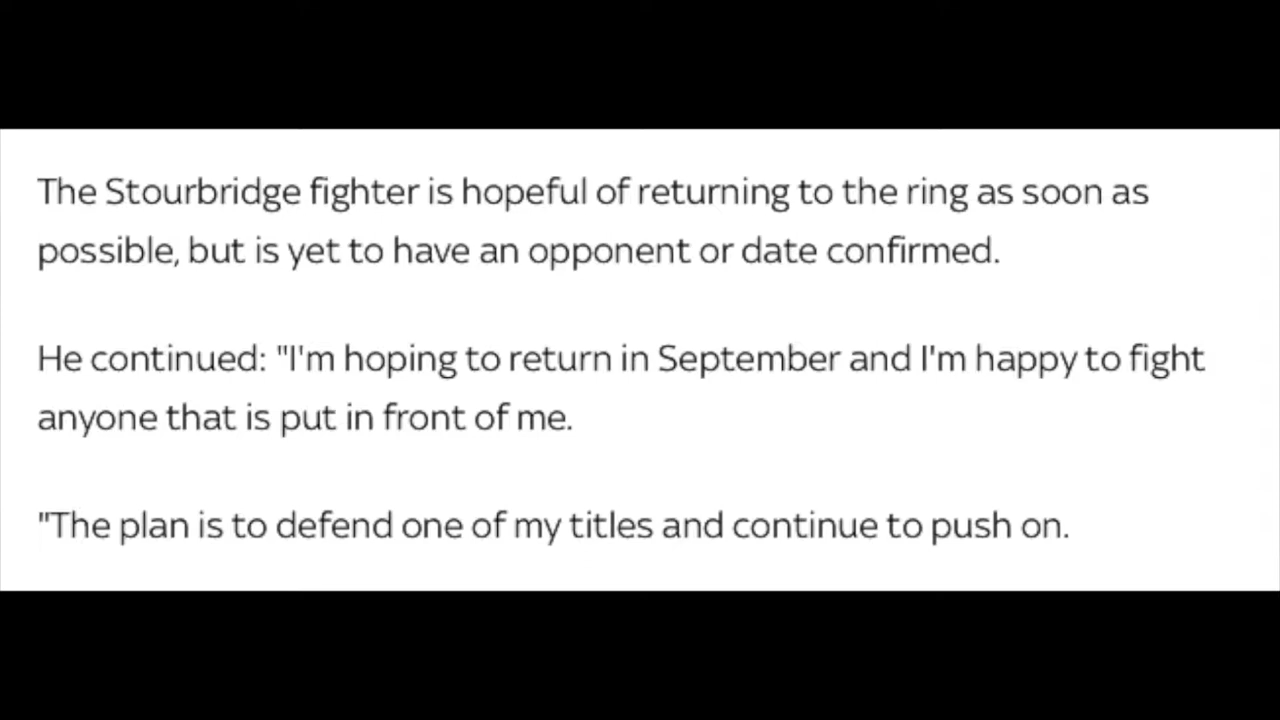 The Stourbridge fighter is hopeful of returning to the ring as soon as
possible, but is yet to have an opponent or date confirmed.
He continued: "I'm hoping to return in September and I'm happy to fight
anyone that is put in front of me.
"The plan is to defend one of my titles and continue to push on.